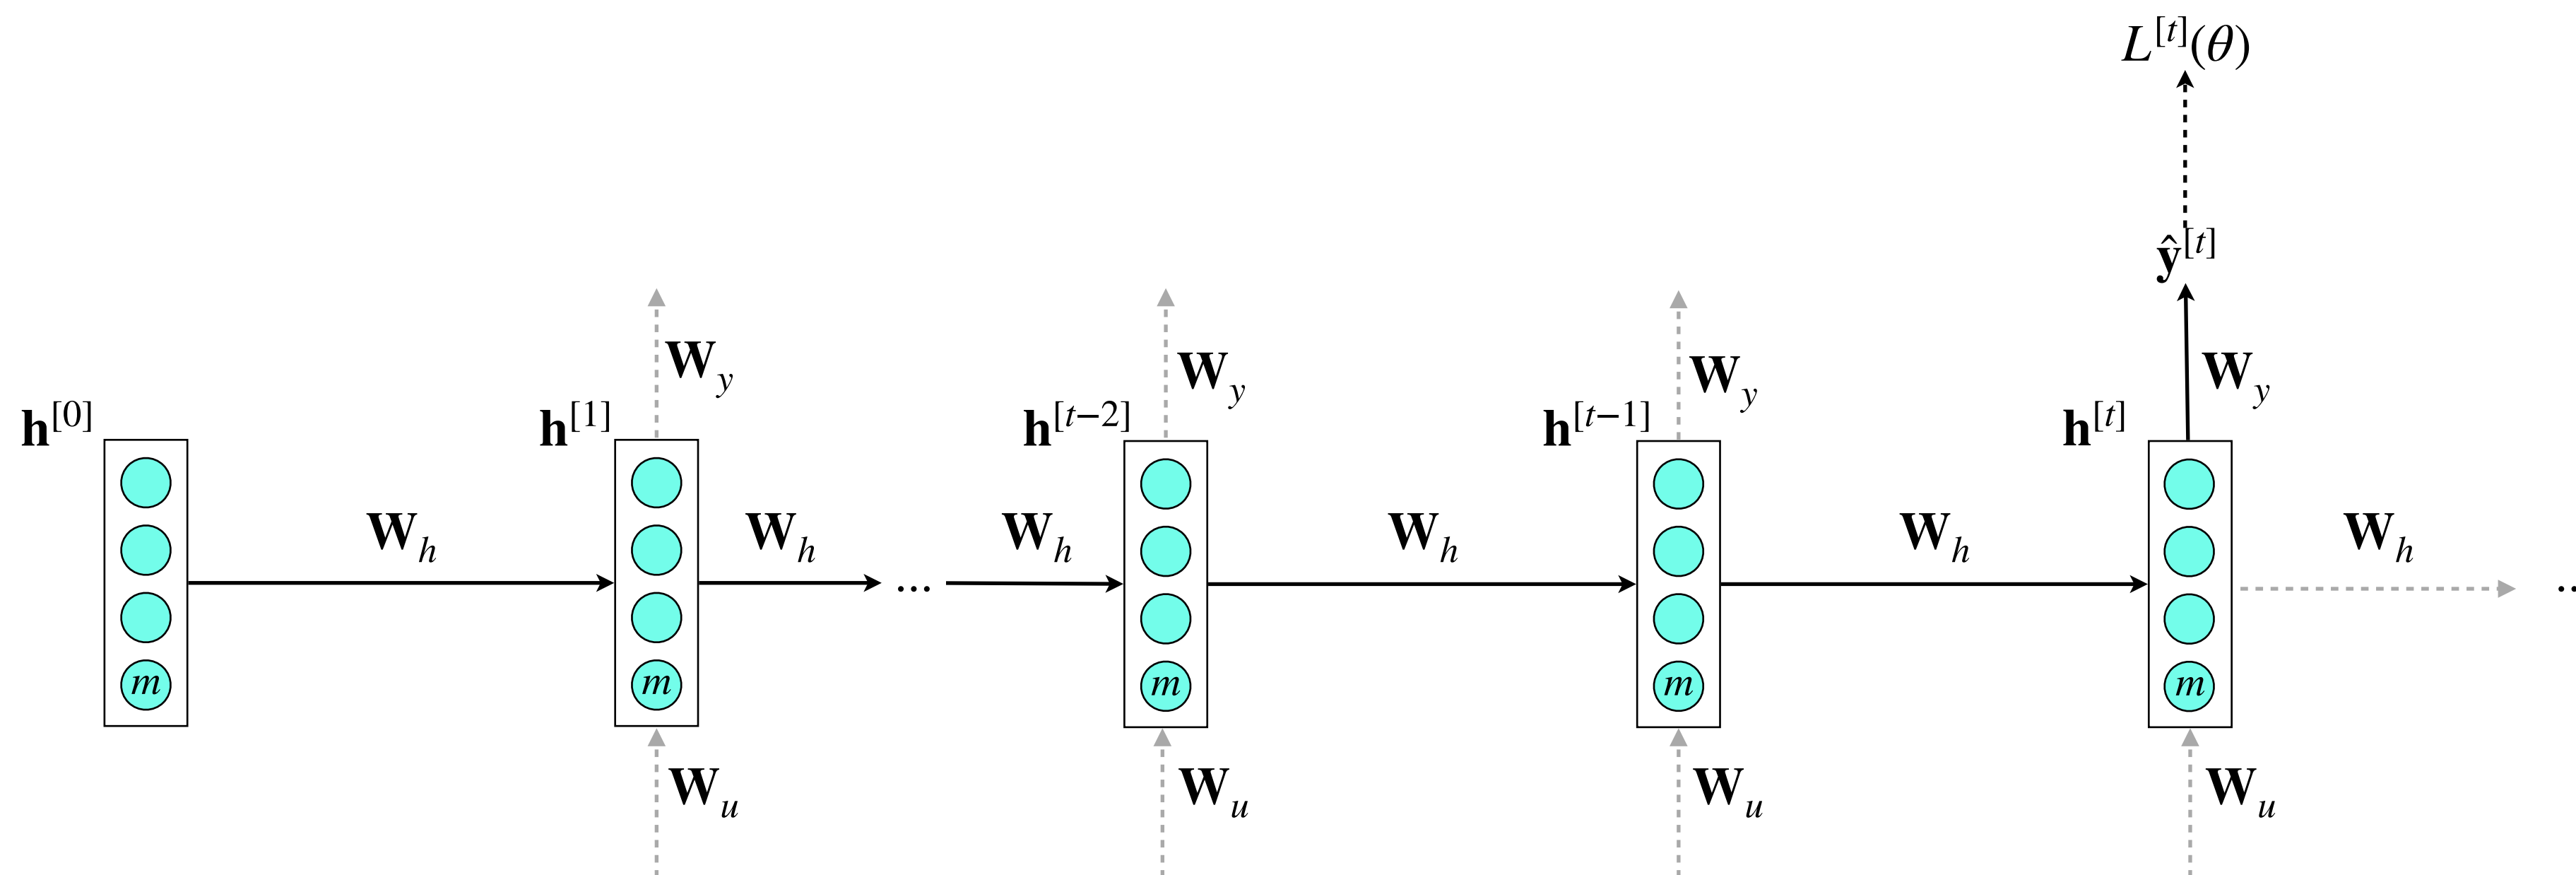 L^[t](θ)
ŷ^[t]
W_y W_y W_y W_y
h^[0] h^[1] h^[t−2] h^[t−1] h^[t]
W_h W_h W_h W_h W_h W_h
... ..
m m m m m
W_u W_u W_u W_u